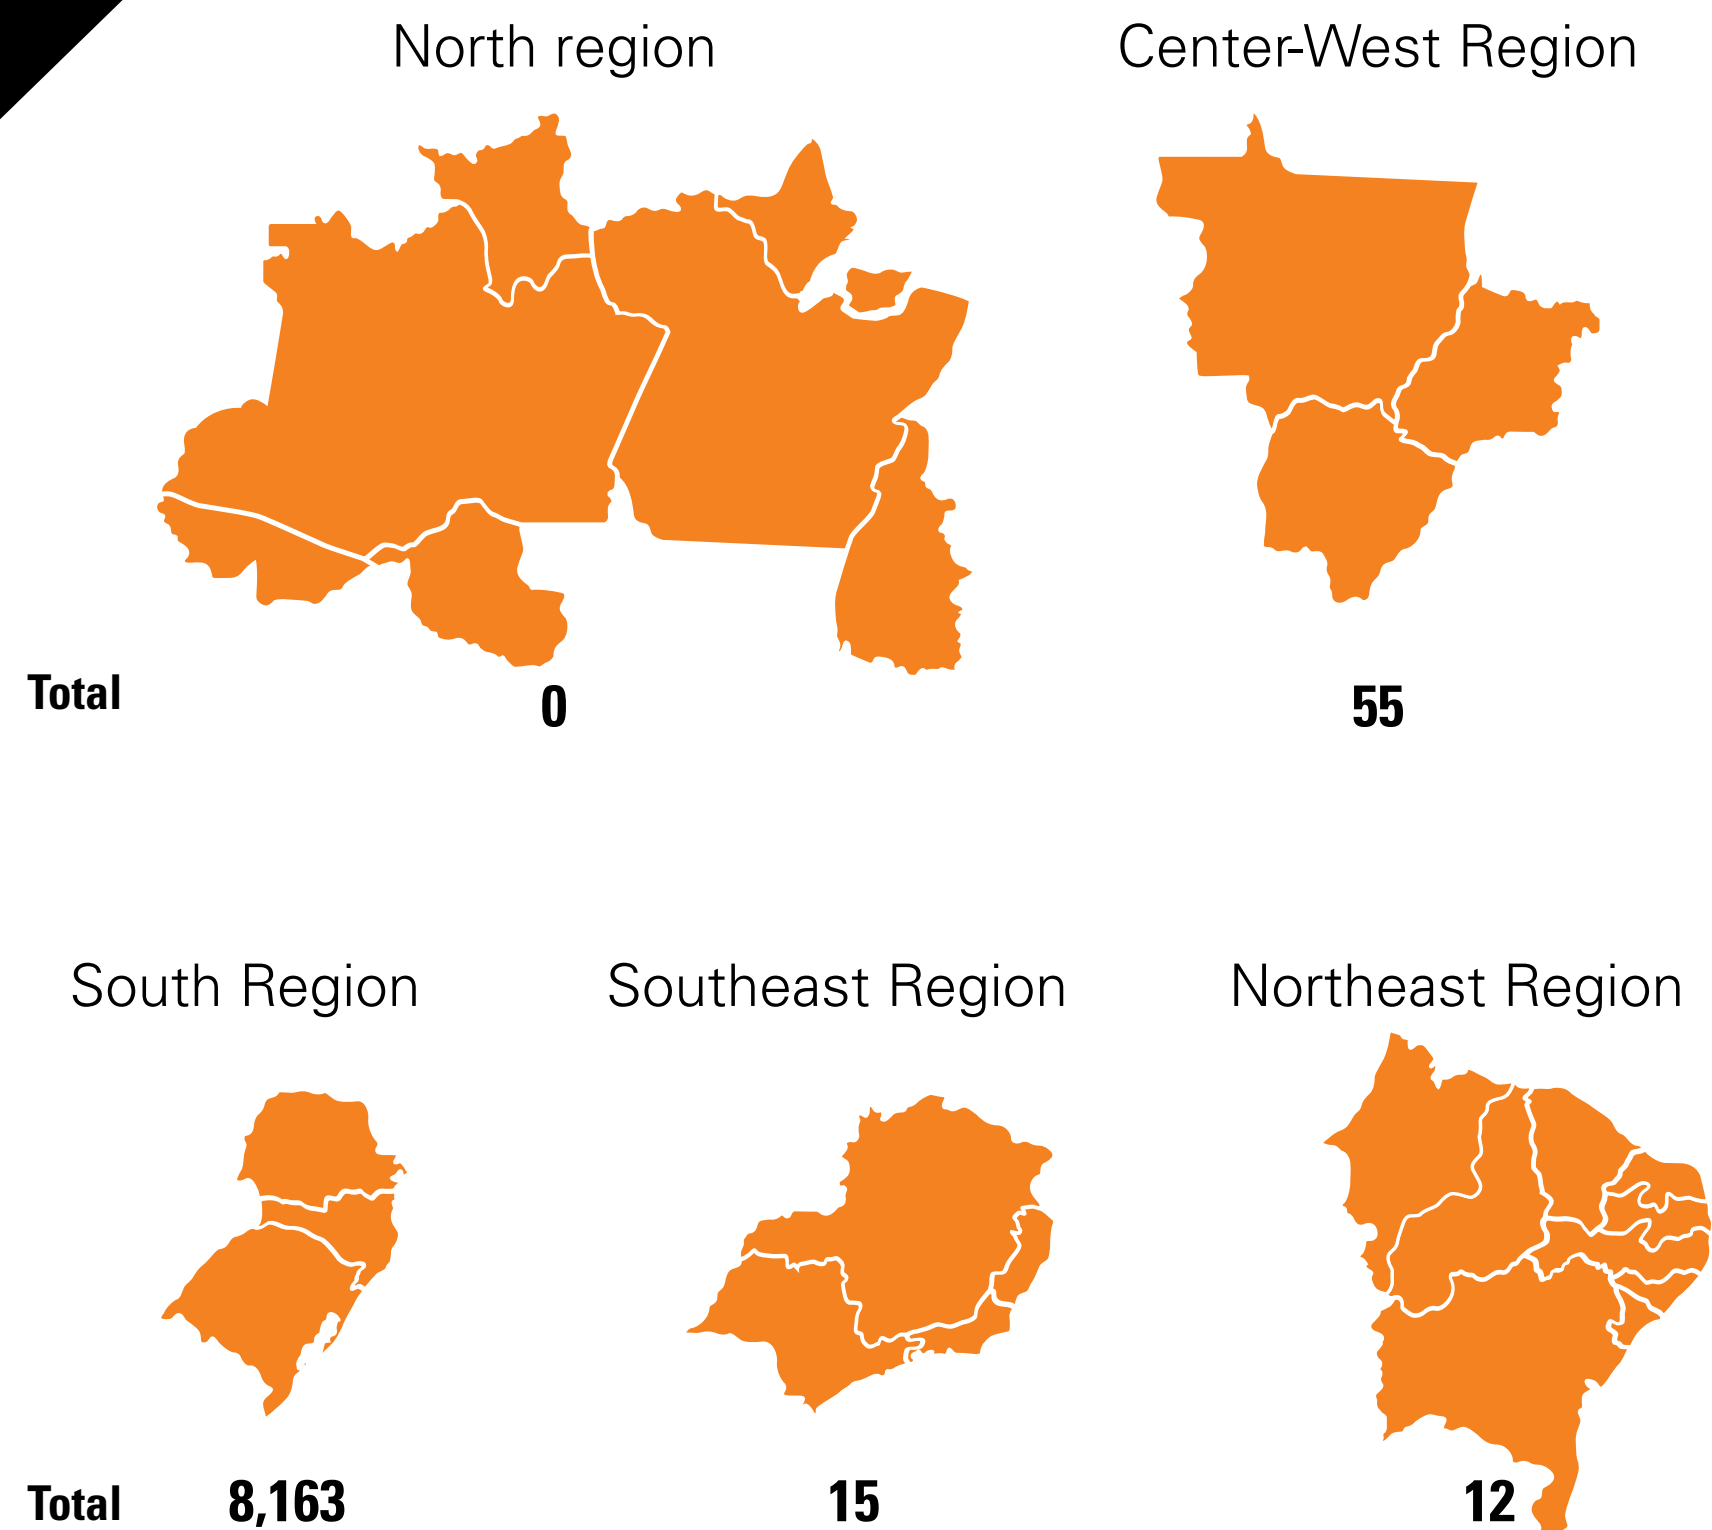 North region
Center-West Region
Total
0
55
South Region
Southeast Region
Northeast Region
Total
8,163
15
12